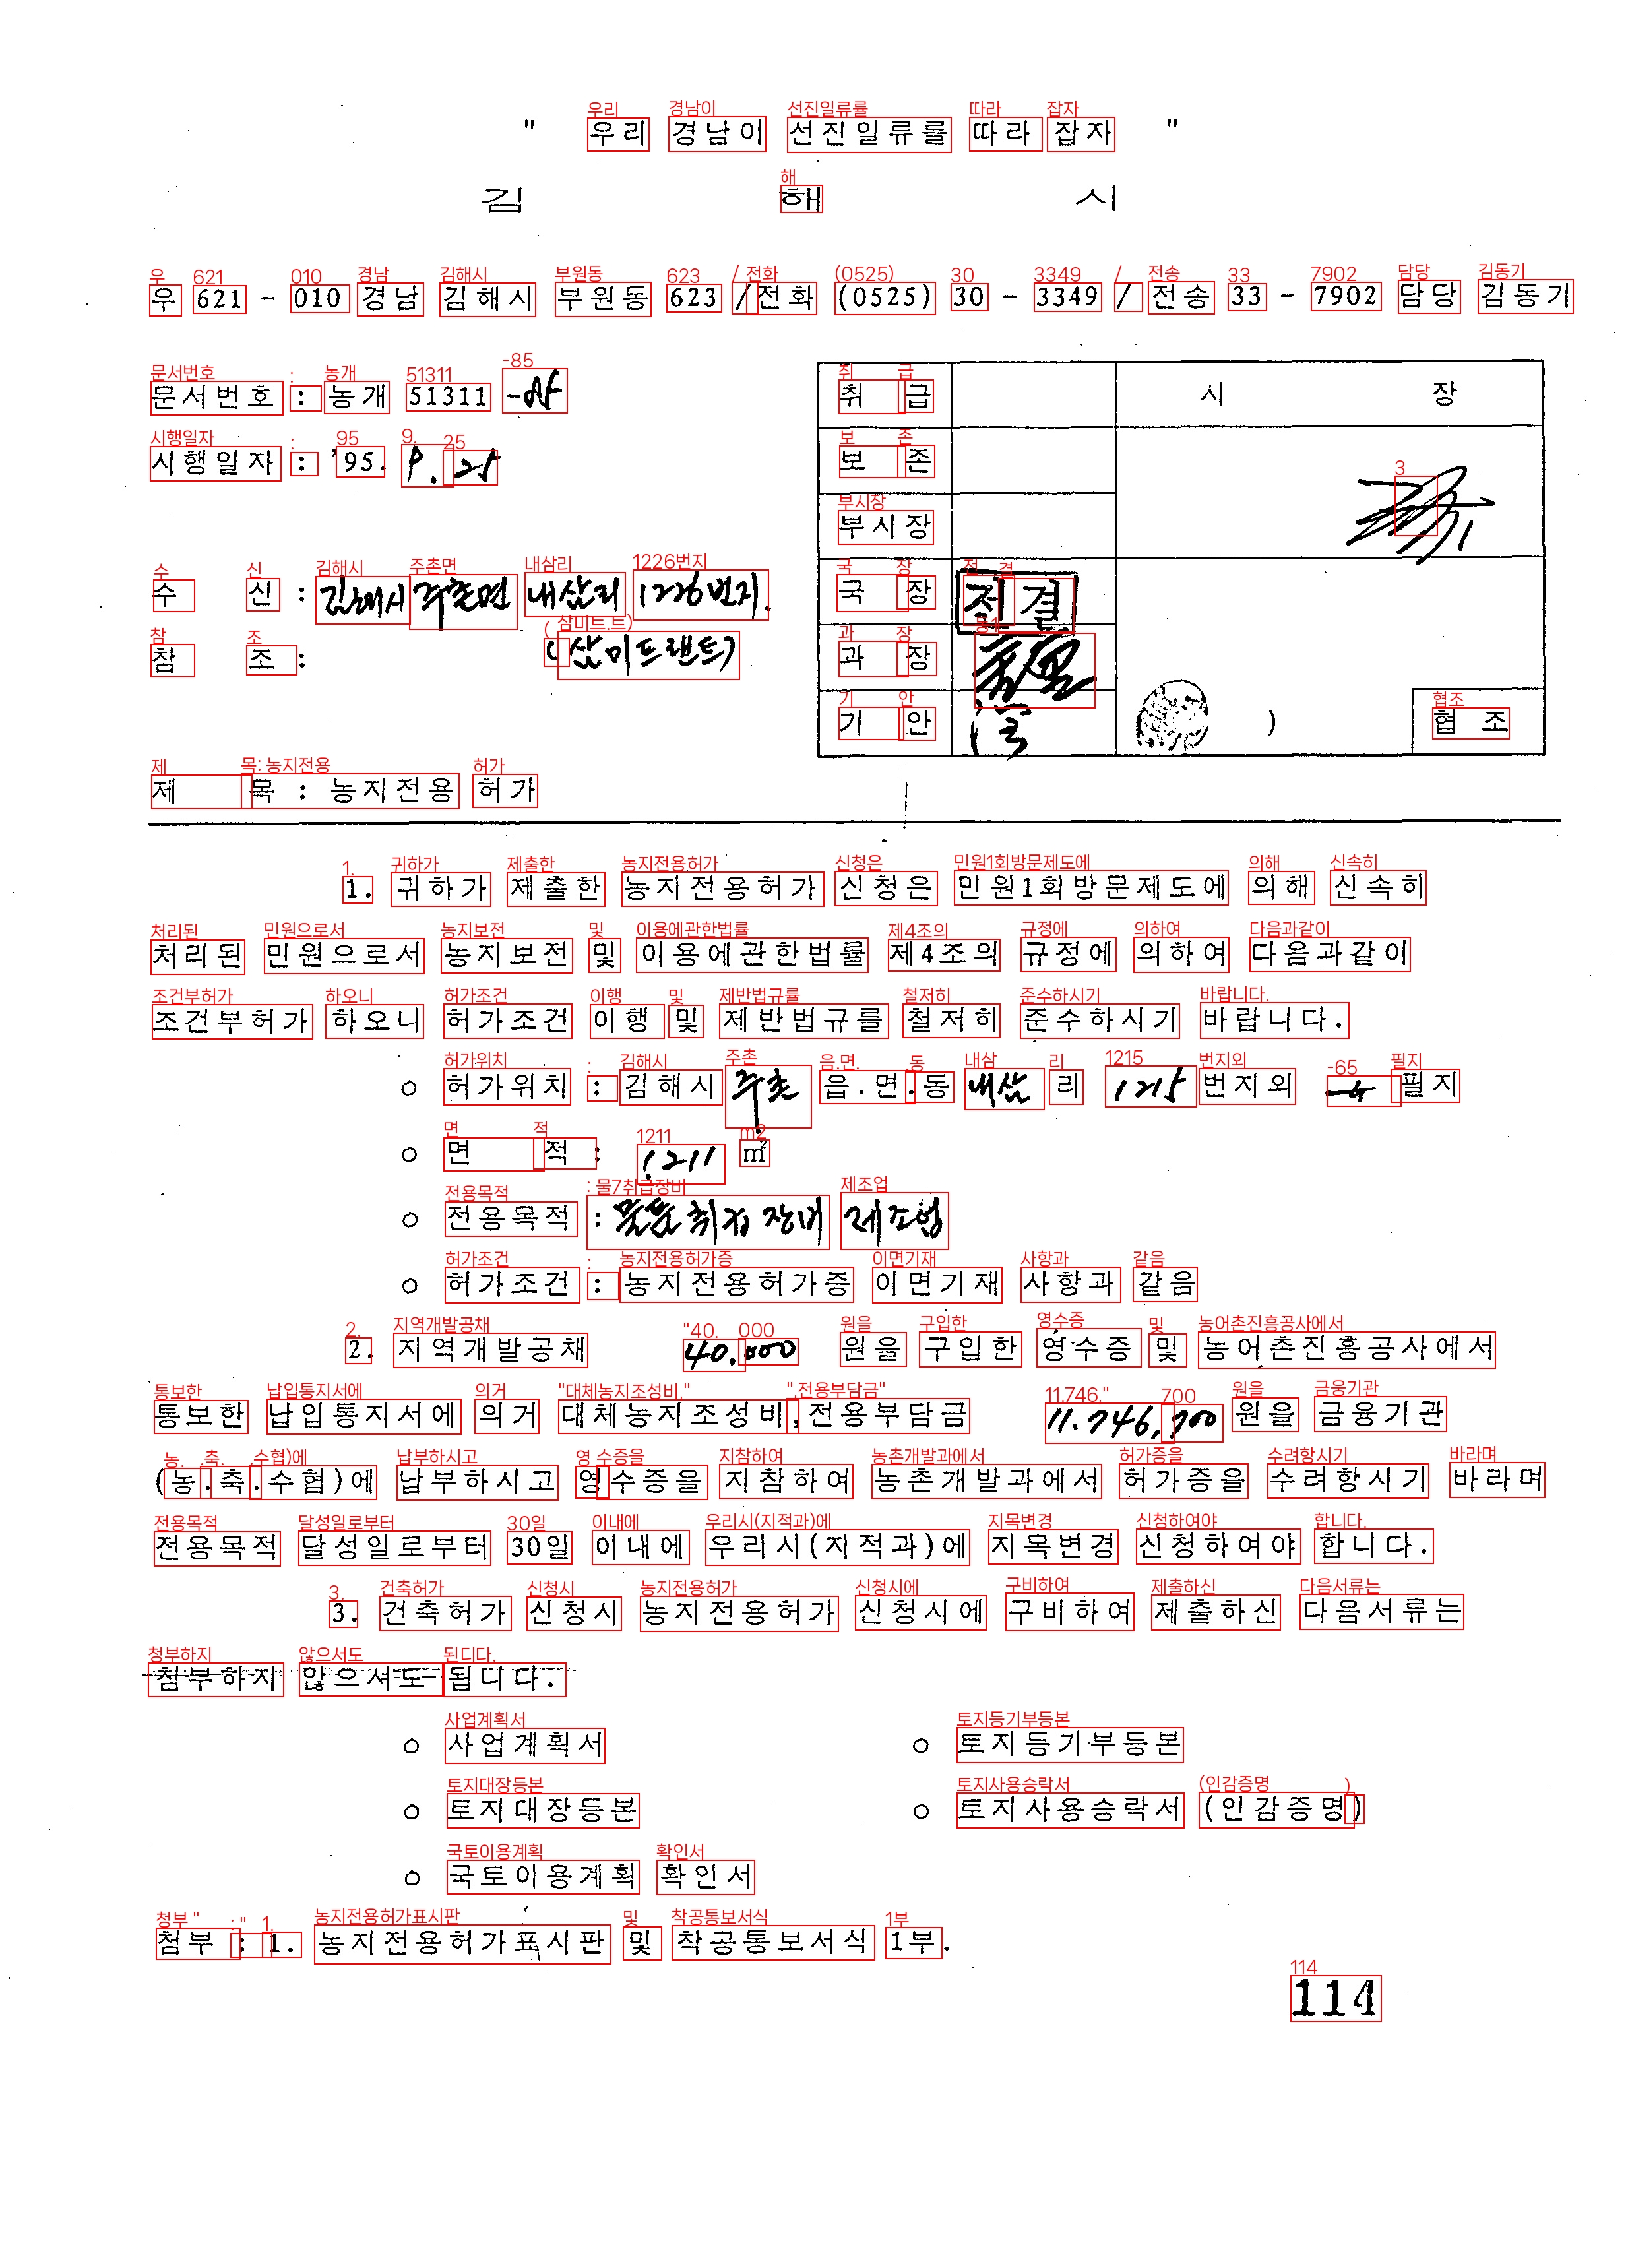 " 우리 경남이 선진일류를 따라 잡자 "
김 해 시
우 621 - 010 경남 김해시 부원동 623 / 전화 (0525) 30 - 3349 / 전송 33 - 7902 담당 김동기
문서번호 : 농개 51311
시행일자 : '95. 9. 25
수 신 : 김해시 주촌면 내삼리 1226번지.
참 조 : (삼미트랜트)
취 급 시 장
보 존
부시장
국 장 전결
과 장
기 안 ) 협 조
제 목 : 농지전용 허가
1. 귀하가 제출한 농지전용허가 신청은 민원1회방문제도에 의해 신속히
처리된 민원으로서 농지보전 및 이용에관한법률 제4조의 규정에 의하여 다음과같이
조건부허가 하오니 허가조건 이행 및 제반법규를 철저히 준수하시기 바랍니다.
o 허가위치 : 김해시 주촌 읍.면.동 내삼 리 1215 번지외 필지
o 면 적 : 1211 m²
o 전용목적 : 취급장비 제조업
o 허가조건 : 농지전용허가증 이면기재 사항과 같음
2. 지역개발공채 40,000 원을 구입한 영수증 및 농어촌진흥공사에서
통보한 납입통지서에 의거 대체농지조성비,전용부담금 11.746,700 원을 금융기관
(농.축.수협)에 납부하시고 영수증을 지참하여 농촌개발과에서 허가증을 수려항시기 바라며
전용목적 달성일로부터 30일 이내에 우리시(지적과)에 지목변경 신청하여야 합니다.
3. 건축허가 신청시 농지전용허가 신청시에 구비하여 제출하신 다음서류는
첨부하지 않으셔도 됩니다.
o 사업계획서 o 토지등기부등본
o 토지대장등본 o 토지사용승락서 (인감증명)
o 국토이용계획 확인서
첨부 : 1. 농지전용허가표시판 및 착공통보서식 1부.
114